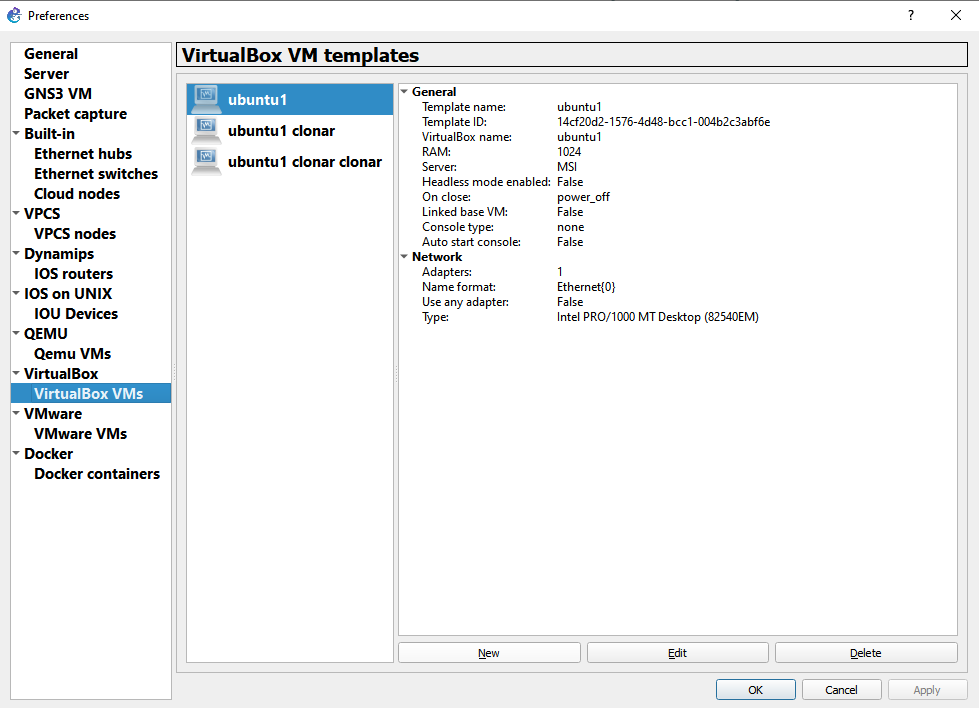 Preferences
?
General
Server
GNS3 VM
Packet capture
Built-in
Ethernet hubs
Ethernet switches
Cloud nodes
VPCS
VPCS nodes
Dynamips
IOS routers
IOS on UNIX
IOU Devices
QEMU
Qemu VMs
VirtualBox
VirtualBox VMs
VMware
VMware VMs
Docker
Docker containers
VirtualBox VM templates
ubuntu1
ubuntu1 clonar
ubuntu1 clonar clonar
General
Template name: ubuntu1
Template ID: 14cf20d2-1576-4d48-bcc1-004b2c3abf6e
VirtualBox name: ubuntu1
RAM: 1024
Server: MSI
Headless mode enabled: False
On close: power_off
Linked base VM: False
Console type: none
Auto start console: False
Network
Adapters: 1
Name format: Ethernet{0}
Use any adapter: False
Type: Intel PRO/1000 MT Desktop (82540EM)
New Edit Delete
OK Cancel Apply